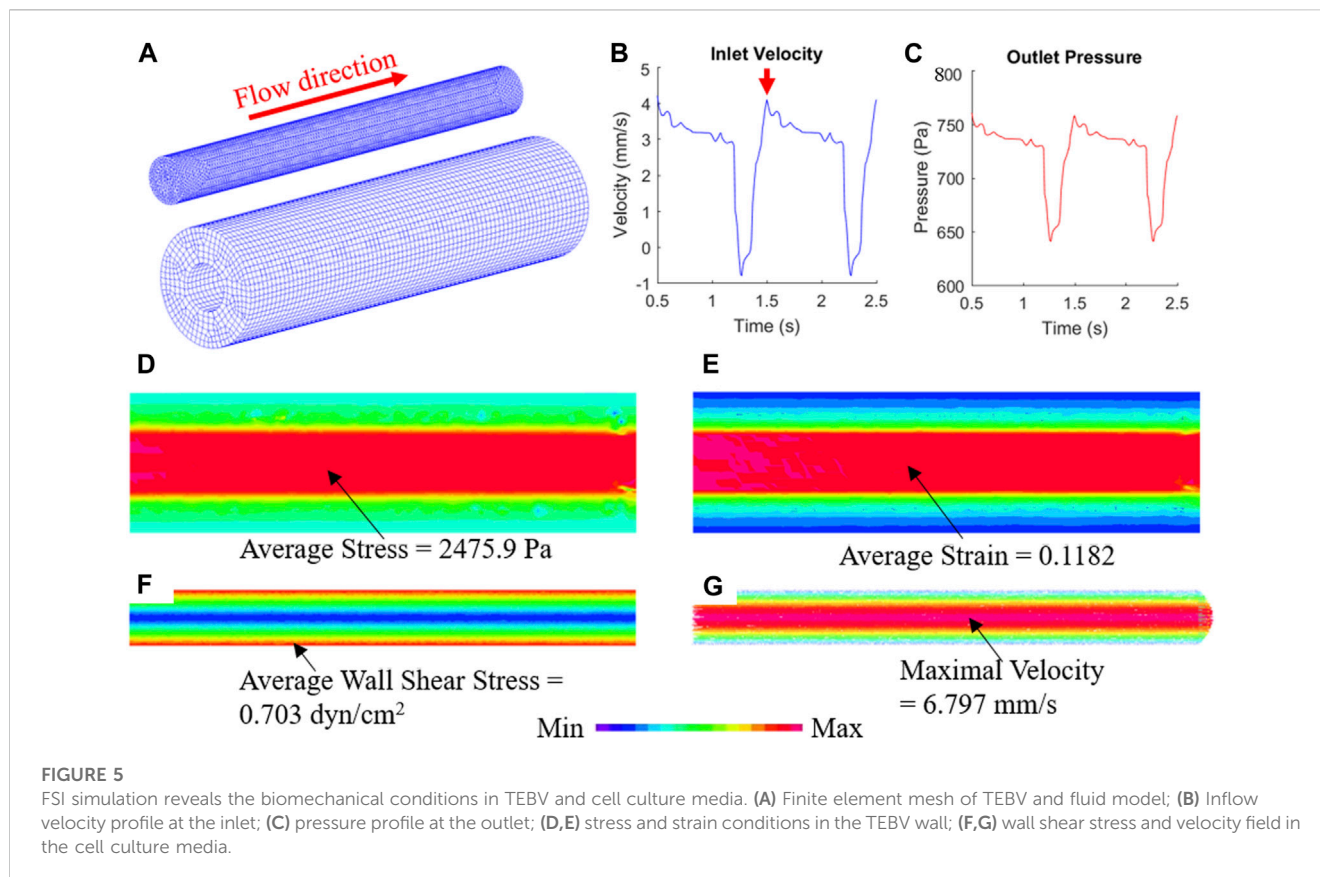 A
Flow direction
B
Inlet Velocity
5
4
3
2
1
0
-1
Velocity (mm/s)
0.5 1 1.5 2 2.5
Time (s)
C
Outlet Pressure
800
750
700
650
600
Pressure (Pa)
0.5 1 1.5 2 2.5
Time (s)
D
Average Stress = 2475.9 Pa
E
Average Strain = 0.1182
F
Average Wall Shear Stress =
0.703 dyn/cm²
G
Maximal Velocity
= 6.797 mm/s
Min Max
FIGURE 5
FSI simulation reveals the biomechanical conditions in TEBV and cell culture media. (A) Finite element mesh of TEBV and fluid model; (B) Inflow
velocity profile at the inlet; (C) pressure profile at the outlet; (D,E) stress and strain conditions in the TEBV wall; (F,G) wall shear stress and velocity field in
the cell culture media.